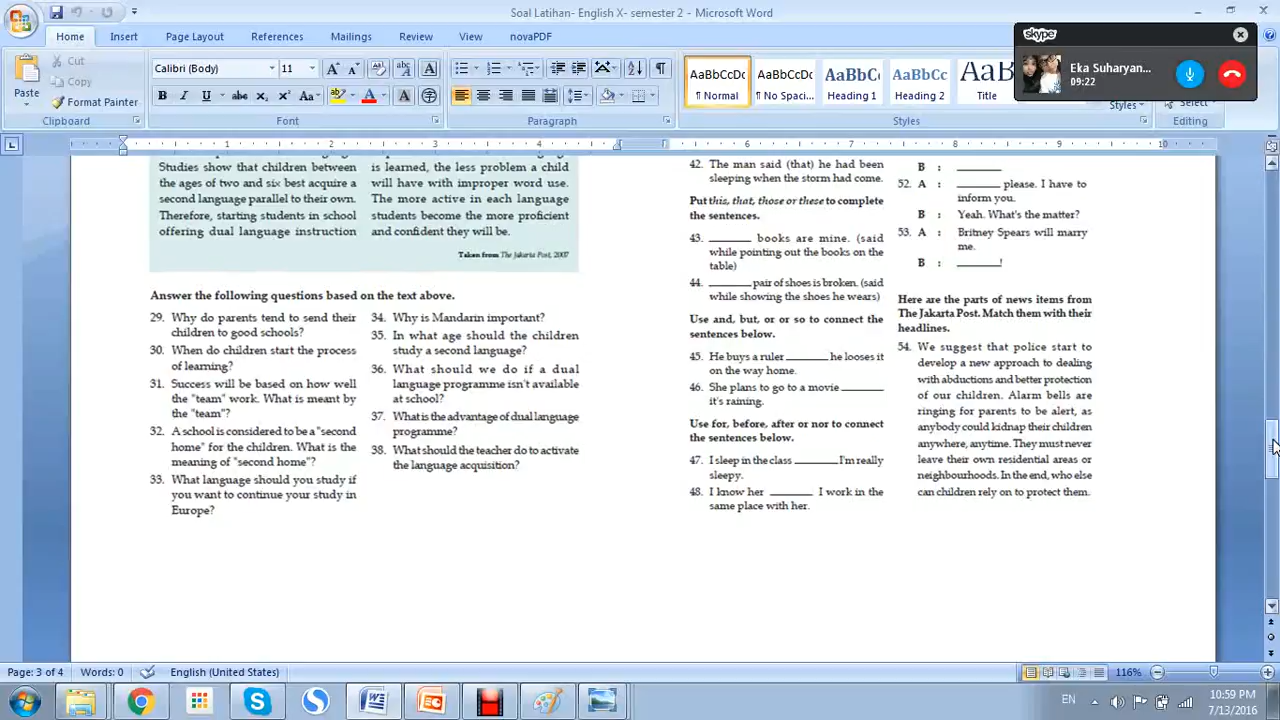 Soal Latihan- English X- semester 2 - Microsoft Word
Home
Insert
Page Layout
References
Mailings
Review
View
novaPDF
Paste
Cut
Copy
Format Painter
Clipboard
Calibri (Body)
11
Font
Paragraph
AaBbCcDc
¶ Normal
AaBbCcDc
¶ No Spaci...
AaBbCc
Heading 1
AaBbCc
Heading 2
Title
Styles
Select
Editing
skype
Eka Suharyan...
09:22
Studies show that children between
the ages of two and six best acquire a
second language parallel to their own.
Therefore, starting students in school
offering dual language instruction
is learned, the less problem a child
will have with improper word use.
The more active in each language
students become the more proficient
and confident they will be.
Taken from The Jakarta Post, 2007
Answer the following questions based on the text above.
29. Why do parents tend to send their
children to good schools?
30. When do children start the process
of learning?
31. Success will be based on how well
the "team" work. What is meant by
the "team"?
32. A school is considered to be a "second
home" for the children. What is the
meaning of "second home"?
33. What language should you study if
you want to continue your study in
Europe?
34. Why is Mandarin important?
35. In what age should the children
study a second language?
36. What should we do if a dual
language programme isn't available
at school?
37. What is the advantage of dual language
programme?
38. What should the teacher do to activate
the language acquisition?
42. The man said (that) he had been
sleeping when the storm had come.
Put this, that, those or these to complete
the sentences.
43. ______ books are mine. (said
while pointing out the books on the
table)
44. ______ pair of shoes is broken. (said
while showing the shoes he wears)
Use and, but, or or so to connect the
sentences below.
45. He buys a ruler ______ he looses it
on the way home.
46. She plans to go to a movie ______
it's raining.
Use for, before, after or nor to connect
the sentences below.
47. I sleep in the class ______ I'm really
sleepy.
48. I know her ______ I work in the
same place with her.
B : ______
52. A : ______ please. I have to
inform you.
B : Yeah. What's the matter?
53. A : Britney Spears will marry
me.
B : ______!
Here are the parts of news items from
The Jakarta Post. Match them with their
headlines.
54. We suggest that police start to
develop a new approach to dealing
with abductions and better protection
of our children. Alarm bells are
ringing for parents to be alert, as
anybody could kidnap their children
anywhere, anytime. They must never
leave their own residential areas or
neighbourhoods. In the end, who else
can children rely on to protect them.
Page: 3 of 4
Words: 0
English (United States)
116%
EN
10:59 PM
7/13/2016